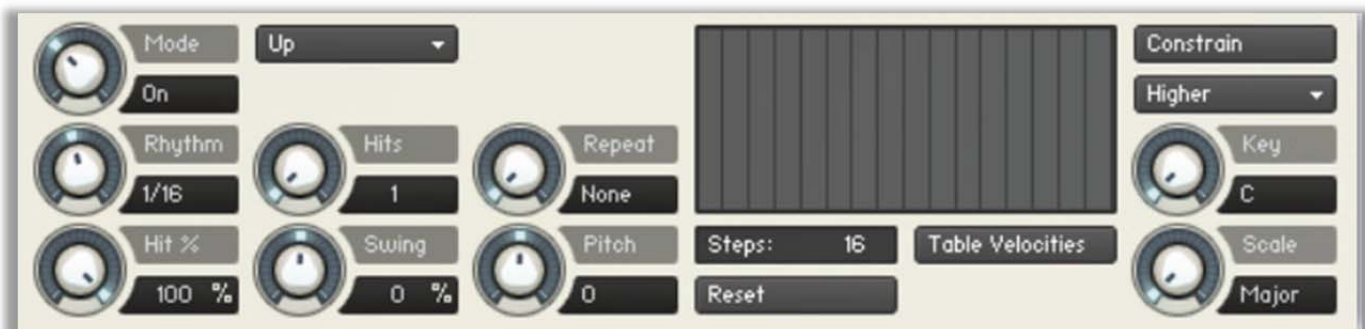 Mode
Up
On
Rhythm
1/16
Hits
1
Repeat
None
Hit %
100 %
Swing
0 %
Pitch
0
Steps: 16
Table Velocities
Reset
Constrain
Higher
Key
C
Scale
Major